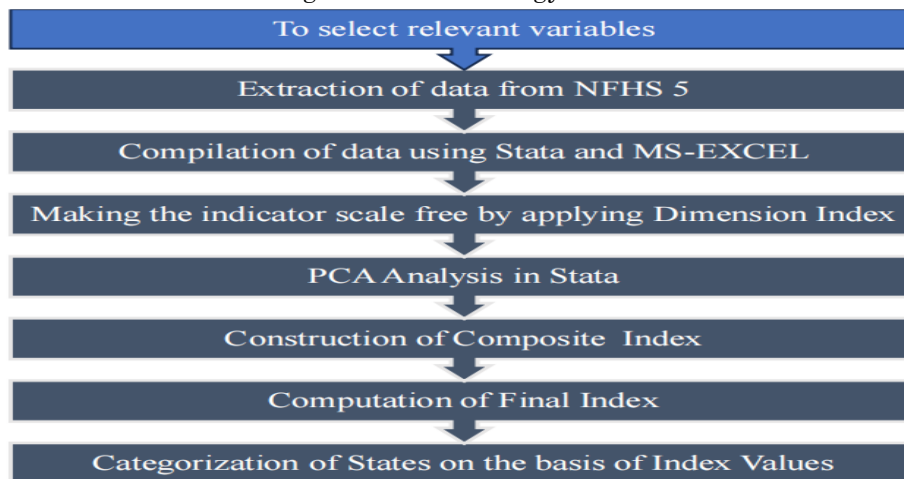 To select relevant variables
Extraction of data from NFHS 5
Compilation of data using Stata and MS-EXCEL
Making the indicator scale free by applying Dimension Index
PCA Analysis in Stata
Construction of Composite Index
Computation of Final Index
Categorization of States on the basis of Index Values